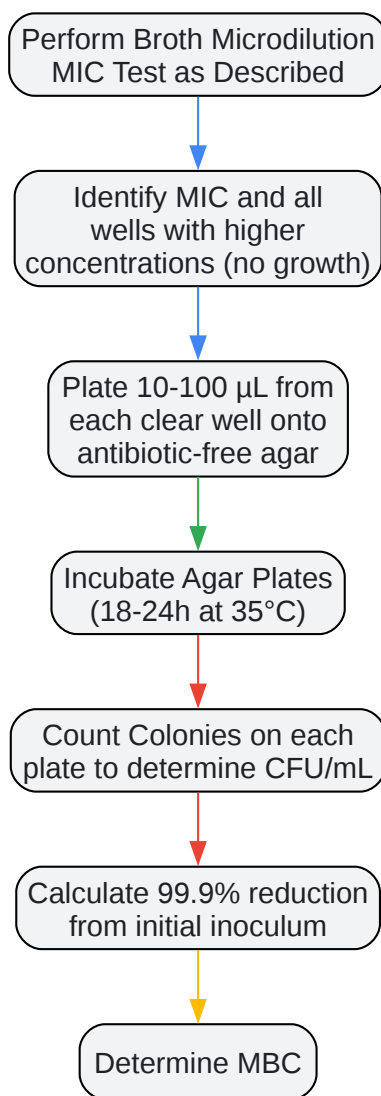 Perform Broth Microdilution
MIC Test as Described
Identify MIC and all
wells with higher
concentrations (no growth)
Plate 10-100 µL from
each clear well onto
antibiotic-free agar
Incubate Agar Plates
(18-24h at 35°C)
Count Colonies on each
plate to determine CFU/mL
Calculate 99.9% reduction
from initial inoculum
Determine MBC